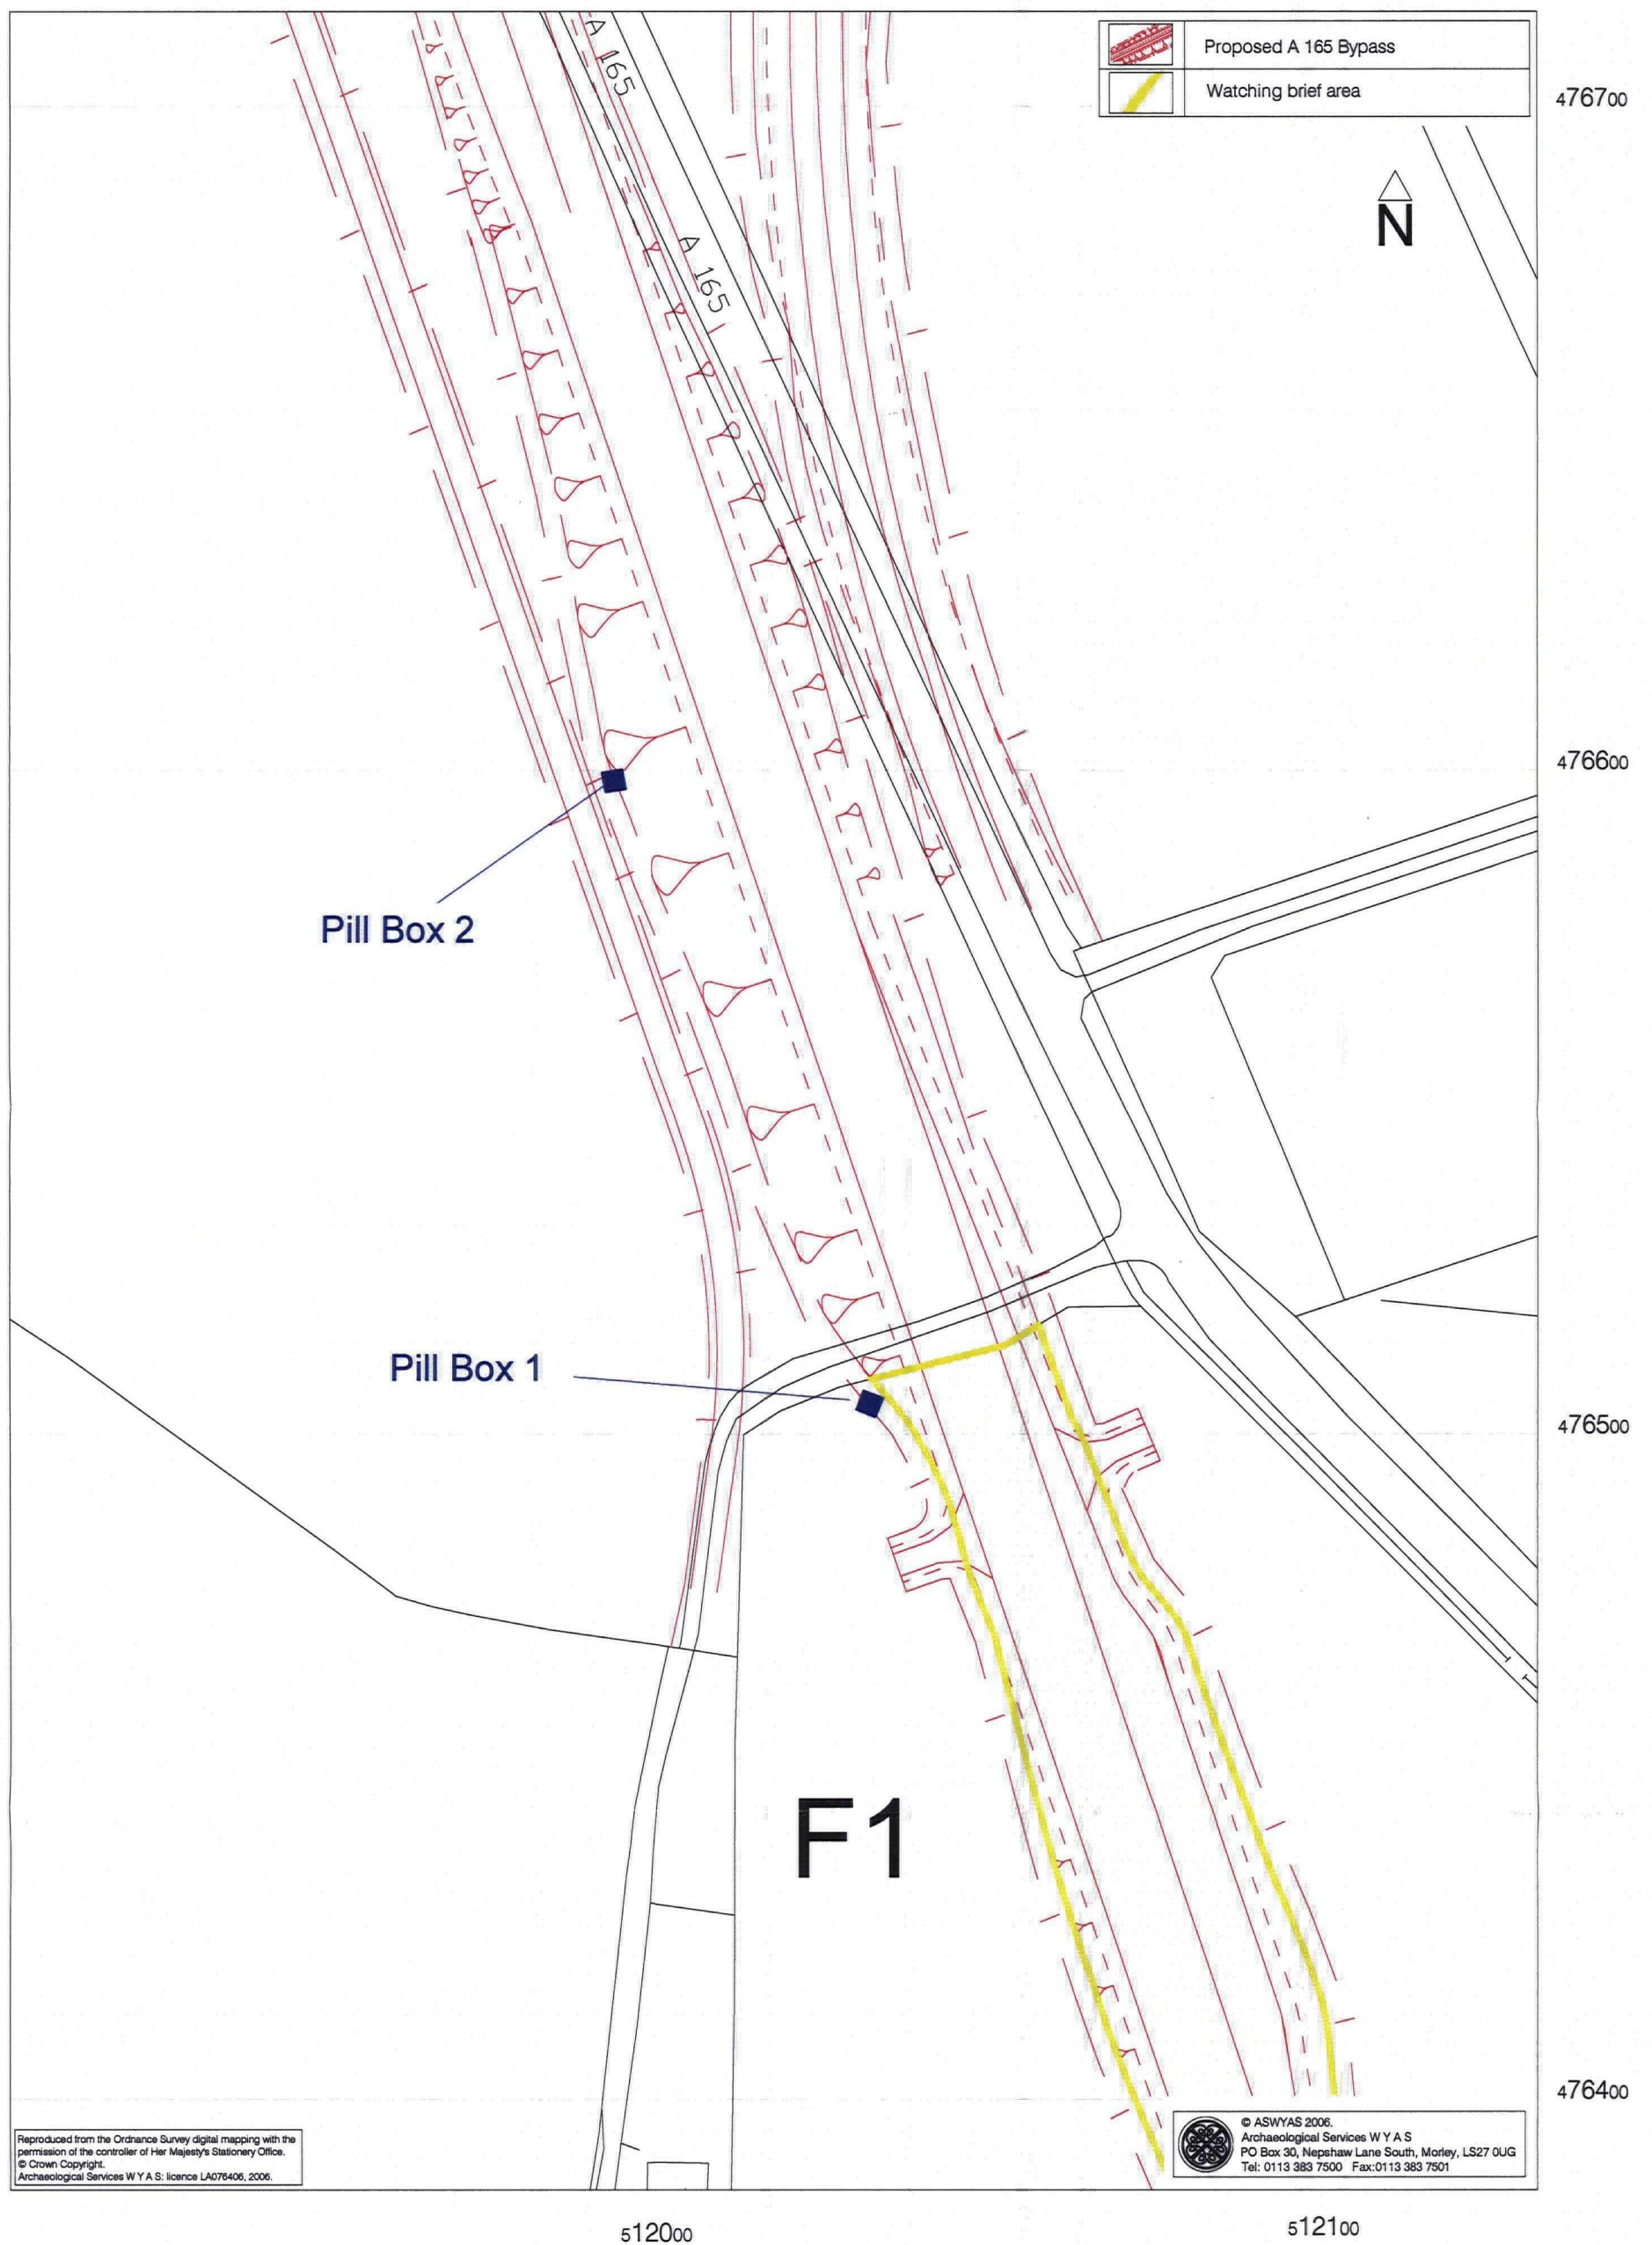 Proposed A 165 Bypass
Watching brief area
476700
N
A 165
A 165
476600
Pill Box 2
Pill Box 1
476500
F1
476400
Reproduced from the Ordnance Survey digital mapping with the
permission of the controller of Her Majesty's Stationery Office.
© Crown Copyright.
Archaeological Services W Y A S: licence LA076406, 2006.
© ASWYAS 2006.
Archaeological Services W Y A S
PO Box 30, Nepshaw Lane South, Morley, LS27 0UG
Tel: 0113 383 7500 Fax:0113 383 7501
512000
512100